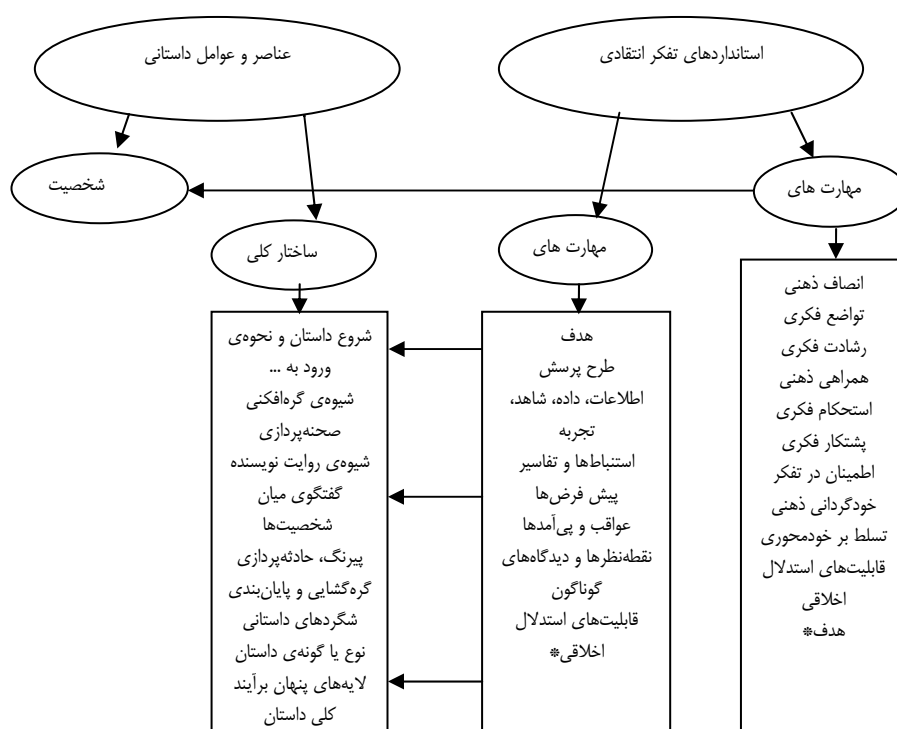 استانداردهای تفکر انتقادی
عناصر و عوامل داستانی
مهارت های
شخصیت
مهارت های
ساختار کلی
انصاف ذهنی
تواضع فکری
رشادت فکری
همراهی ذهنی
استحکام فکری
پشتکار فکری
اطمینان در تفکر
خودگردانی ذهنی
تسلط بر خودمحوری
قابلیت‌های استدلال
اخلاقی
هدف*
هدف
طرح پرسش
اطلاعات، داده، شاهد،
تجربه
استنباط‌ها و تفاسیر
پیش فرض‌ها
عواقب و پی‌آمدها
نقطه‌نظرها و دیدگاه‌های
گوناگون
قابلیت‌های استدلال
اخلاقی*
شروع داستان و نحوه‌ی
ورود به ...
شیوه‌ی گره‌افکنی
صحنه‌پردازی
شیوه‌ی روایت نویسنده
گفتگوی میان
شخصیت‌ها
پیرنگ، حادثه‌پردازی
گره‌گشایی و پایان‌بندی
شگردهای داستانی
نوع یا گونه‌ی داستان
لایه‌های پنهان برآیند
کلی داستان